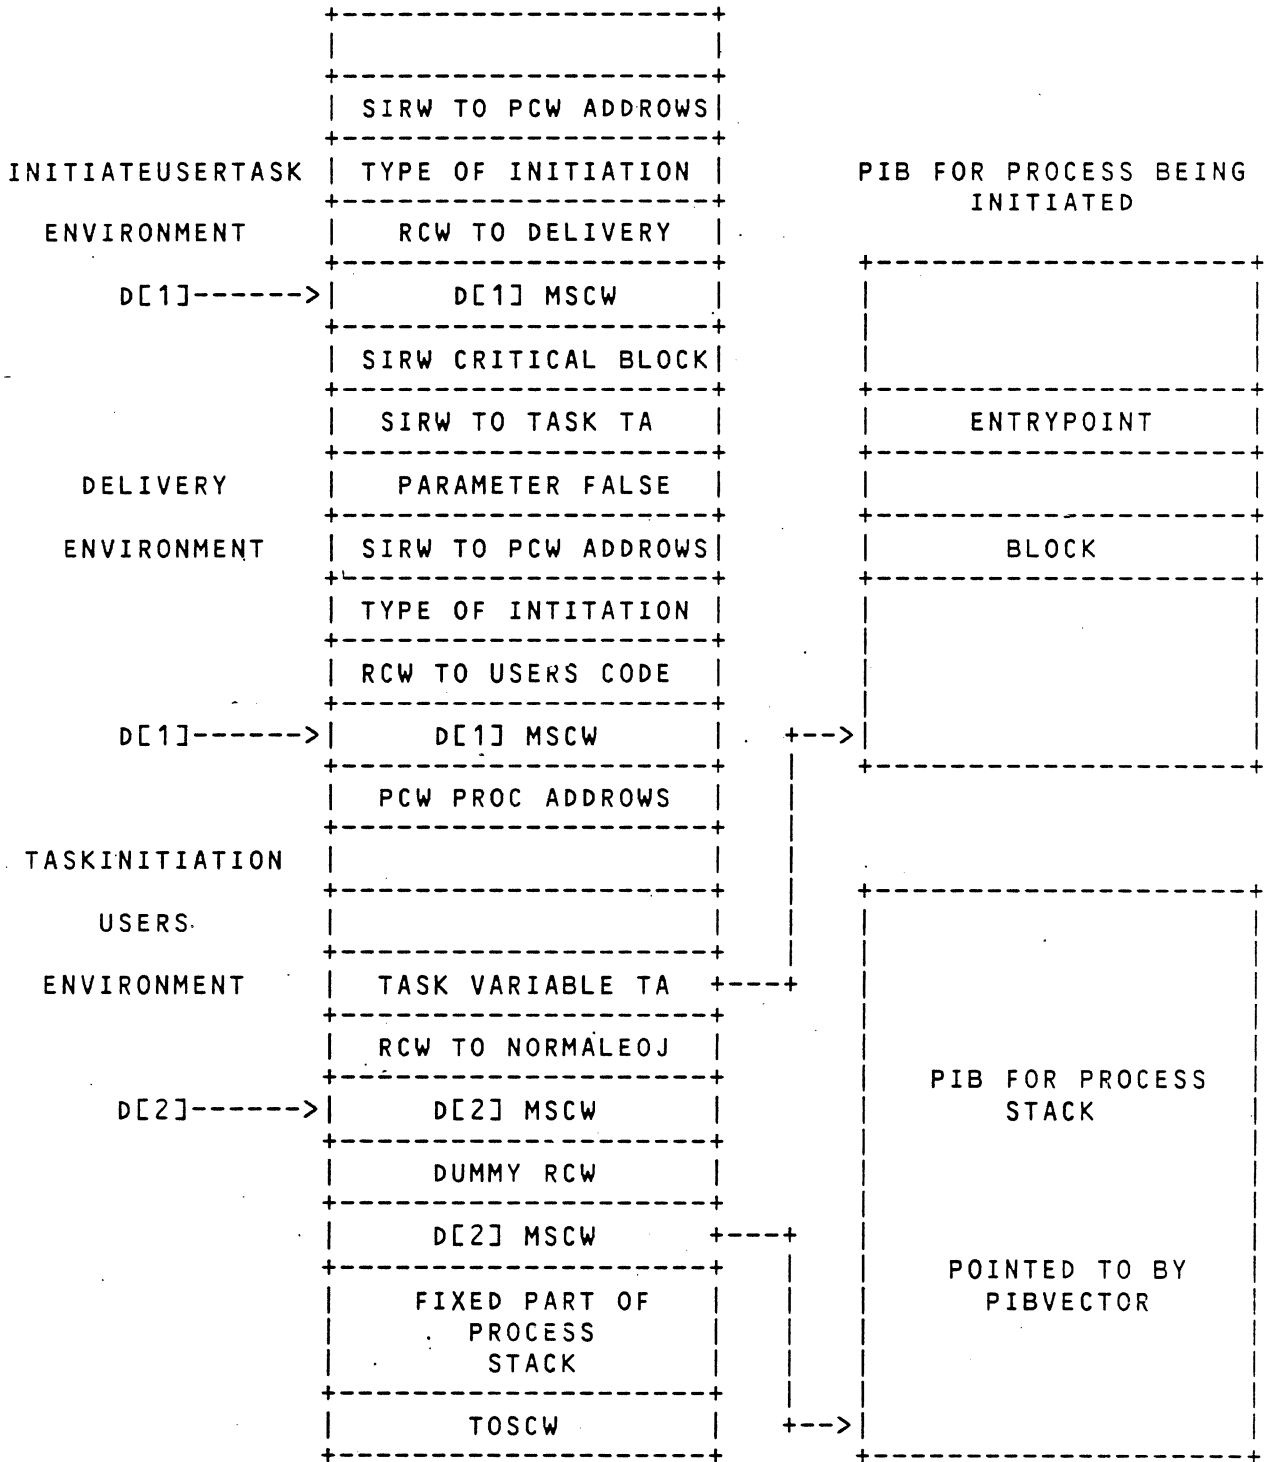 SIRW TO PCW ADDROWS
INITIATEUSERTASK TYPE OF INITIATION PIB FOR PROCESS BEING
INITIATED
ENVIRONMENT RCW TO DELIVERY
D[1]------> D[1] MSCW
SIRW CRITICAL BLOCK
SIRW TO TASK TA ENTRYPOINT
DELIVERY PARAMETER FALSE
ENVIRONMENT SIRW TO PCW ADDROWS BLOCK
TYPE OF INTITATION
RCW TO USERS CODE
D[1]------> D[1] MSCW
PCW PROC ADDROWS
TASKINITIATION
USERS
ENVIRONMENT TASK VARIABLE TA
RCW TO NORMALEOJ
PIB FOR PROCESS
D[2]------> D[2] MSCW STACK
DUMMY RCW
D[2] MSCW
POINTED TO BY
FIXED PART OF PIBVECTOR
PROCESS
STACK
TOSCW